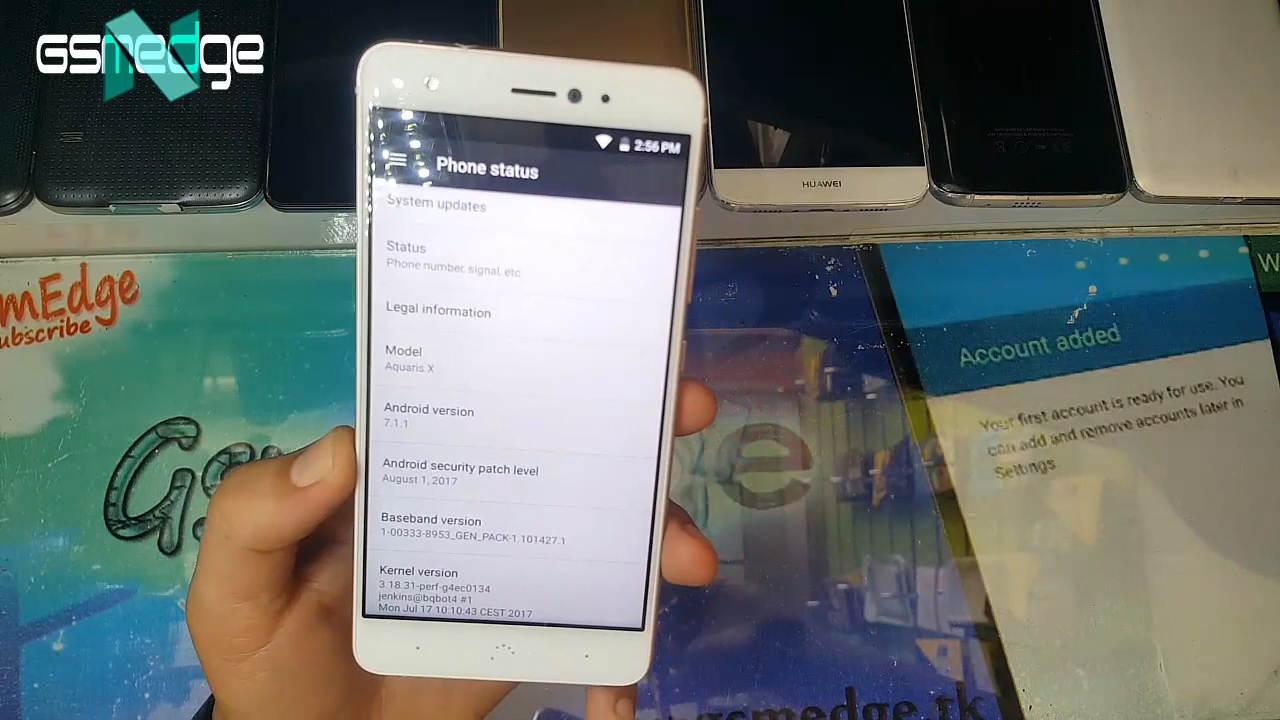 GSMEDGE
2:56 PM
Phone status
System updates
Status
Phone number, signal, etc.
Legal information
Model
Aquaris X
Android version
7.1.1
Android security patch level
August 1, 2017
Baseband version
1-00333-8953_GEN_PACK-1.101427.1
Kernel version
3.18.31-perf-g4ec0134
jenkins@bqbot4 #1
Mon Jul 17 10:10:43 CEST 2017
HUAWEI
mEdge
ubscribe
Account added
Your first account is ready for use. You
can add and remove accounts later in
Settings
W
gsmedge.tk